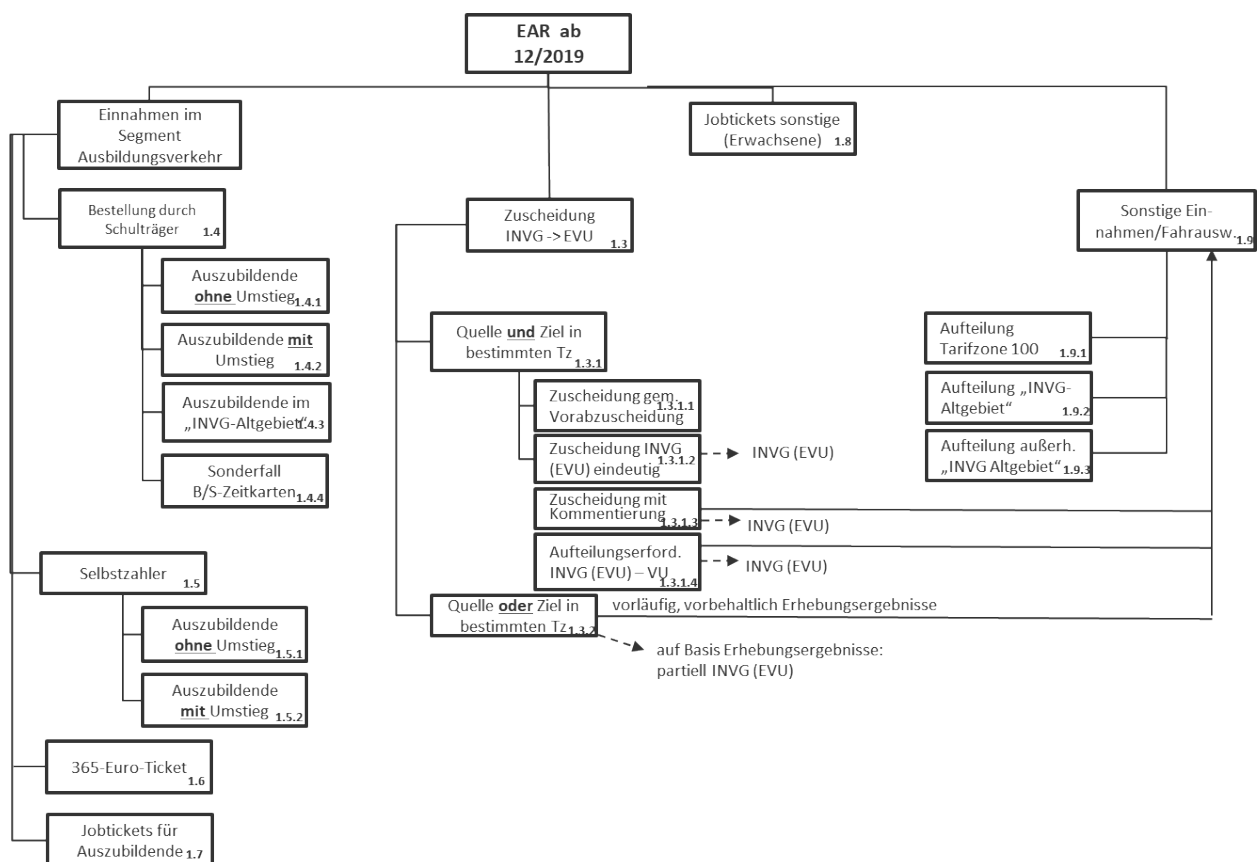 EAR ab
12/2019
Einnahmen im
Segment
Ausbildungsverkehr
Bestellung durch
Schulträger 1.4
Auszubildende
ohne Umstieg 1.4.1
Auszubildende mit
Umstieg 1.4.2
Auszubildende im
„INVG-Altgebiet“ 1.4.3
Sonderfall
B/S-Zeitkarten 1.4.4
Selbstzahler 1.5
Auszubildende
ohne Umstieg 1.5.1
Auszubildende
mit Umstieg 1.5.2
365-Euro-Ticket 1.6
Jobtickets für
Auszubildende 1.7
Zuscheidung
INVG -> EVU 1.3
Quelle und Ziel in
bestimmten Tz 1.3.1
Zuscheidung gem.
Vorabzuscheidung 1.3.1.1
Zuscheidung INVG
(EVU) eindeutig 1.3.1.2
INVG (EVU)
Zuscheidung mit
Kommentierung 1.3.1.3
INVG (EVU)
Aufteilungserford.
INVG (EVU) – VU 1.3.1.4
INVG (EVU)
Quelle oder Ziel in
bestimmten Tz 1.3.2
vorläufig, vorbehaltlich Erhebungsergebnisse
auf Basis Erhebungsergebnisse:
partiell INVG (EVU)
Jobtickets sonstige
(Erwachsene) 1.8
Sonstige Ein-
nahmen/Fahrausw. 1.9
Aufteilung
Tarifzone 100 1.9.1
Aufteilung „INVG-
Altgebiet“ 1.9.2
Aufteilung außerh.
„INVG Altgebiet“ 1.9.3